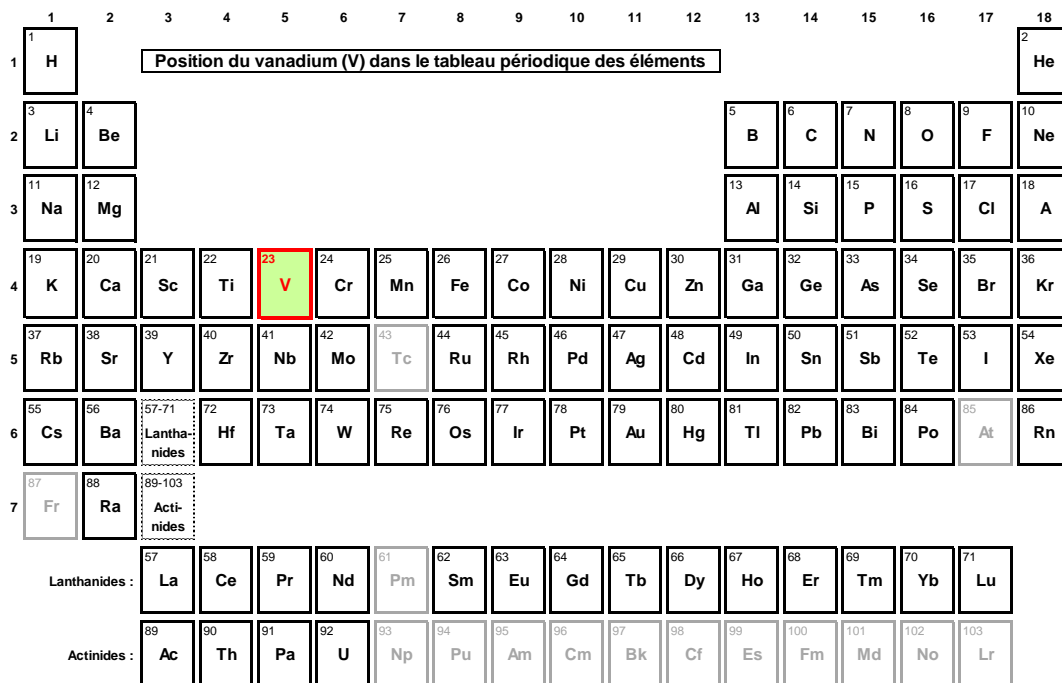 1 2 3 4 5 6 7 8 9 10 11 12 13 14 15 16 17 18
Position du vanadium (V) dans le tableau périodique des éléments
1 2
1 H He
3 4 5 6 7 8 9 10
2 Li Be B C N O F Ne
11 12 13 14 15 16 17 18
3 Na Mg Al Si P S Cl A
19 20 21 22 23 24 25 26 27 28 29 30 31 32 33 34 35 36
4 K Ca Sc Ti V Cr Mn Fe Co Ni Cu Zn Ga Ge As Se Br Kr
37 38 39 40 41 42 43 44 45 46 47 48 49 50 51 52 53 54
5 Rb Sr Y Zr Nb Mo Tc Ru Rh Pd Ag Cd In Sn Sb Te I Xe
55 56 57-71 72 73 74 75 76 77 78 79 80 81 82 83 84 85 86
6 Cs Ba Lantha-nides Hf Ta W Re Os Ir Pt Au Hg Tl Pb Bi Po At Rn
87 88 89-103
7 Fr Ra Acti-nides
57 58 59 60 61 62 63 64 65 66 67 68 69 70 71
Lanthanides : La Ce Pr Nd Pm Sm Eu Gd Tb Dy Ho Er Tm Yb Lu
89 90 91 92 93 94 95 96 97 98 99 100 101 102 103
Actinides : Ac Th Pa U Np Pu Am Cm Bk Cf Es Fm Md No Lr